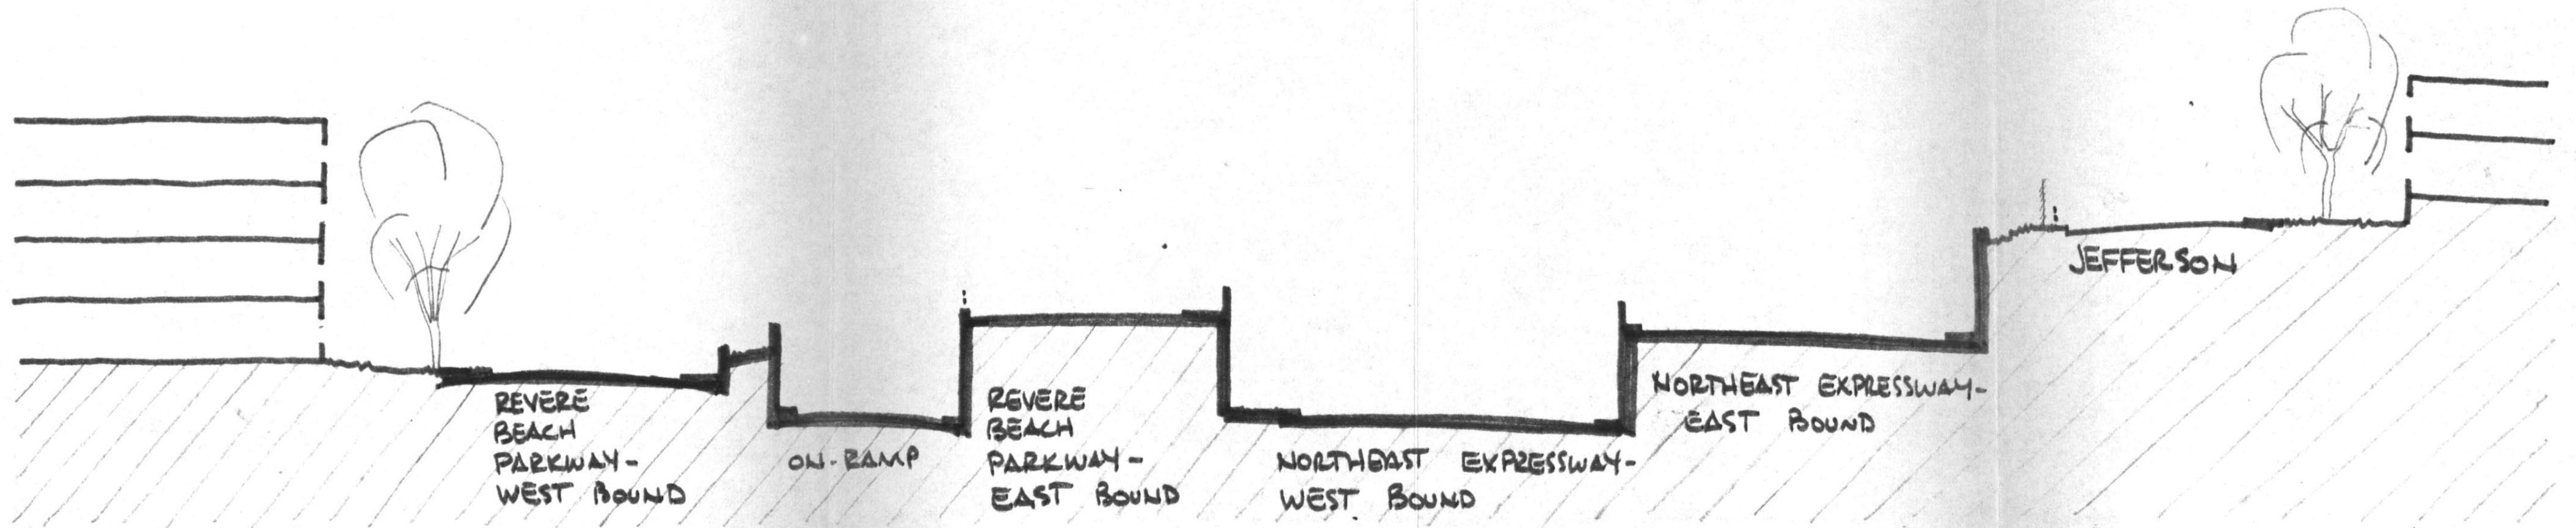 REVERE
BEACH
PARKWAY-
WEST BOUND
ON-RAMP
REVERE
BEACH
PARKWAY-
EAST BOUND
NORTHEAST EXPRESSWAY-
WEST BOUND
NORTHEAST EXPRESSWAY-
EAST BOUND
JEFFERSON